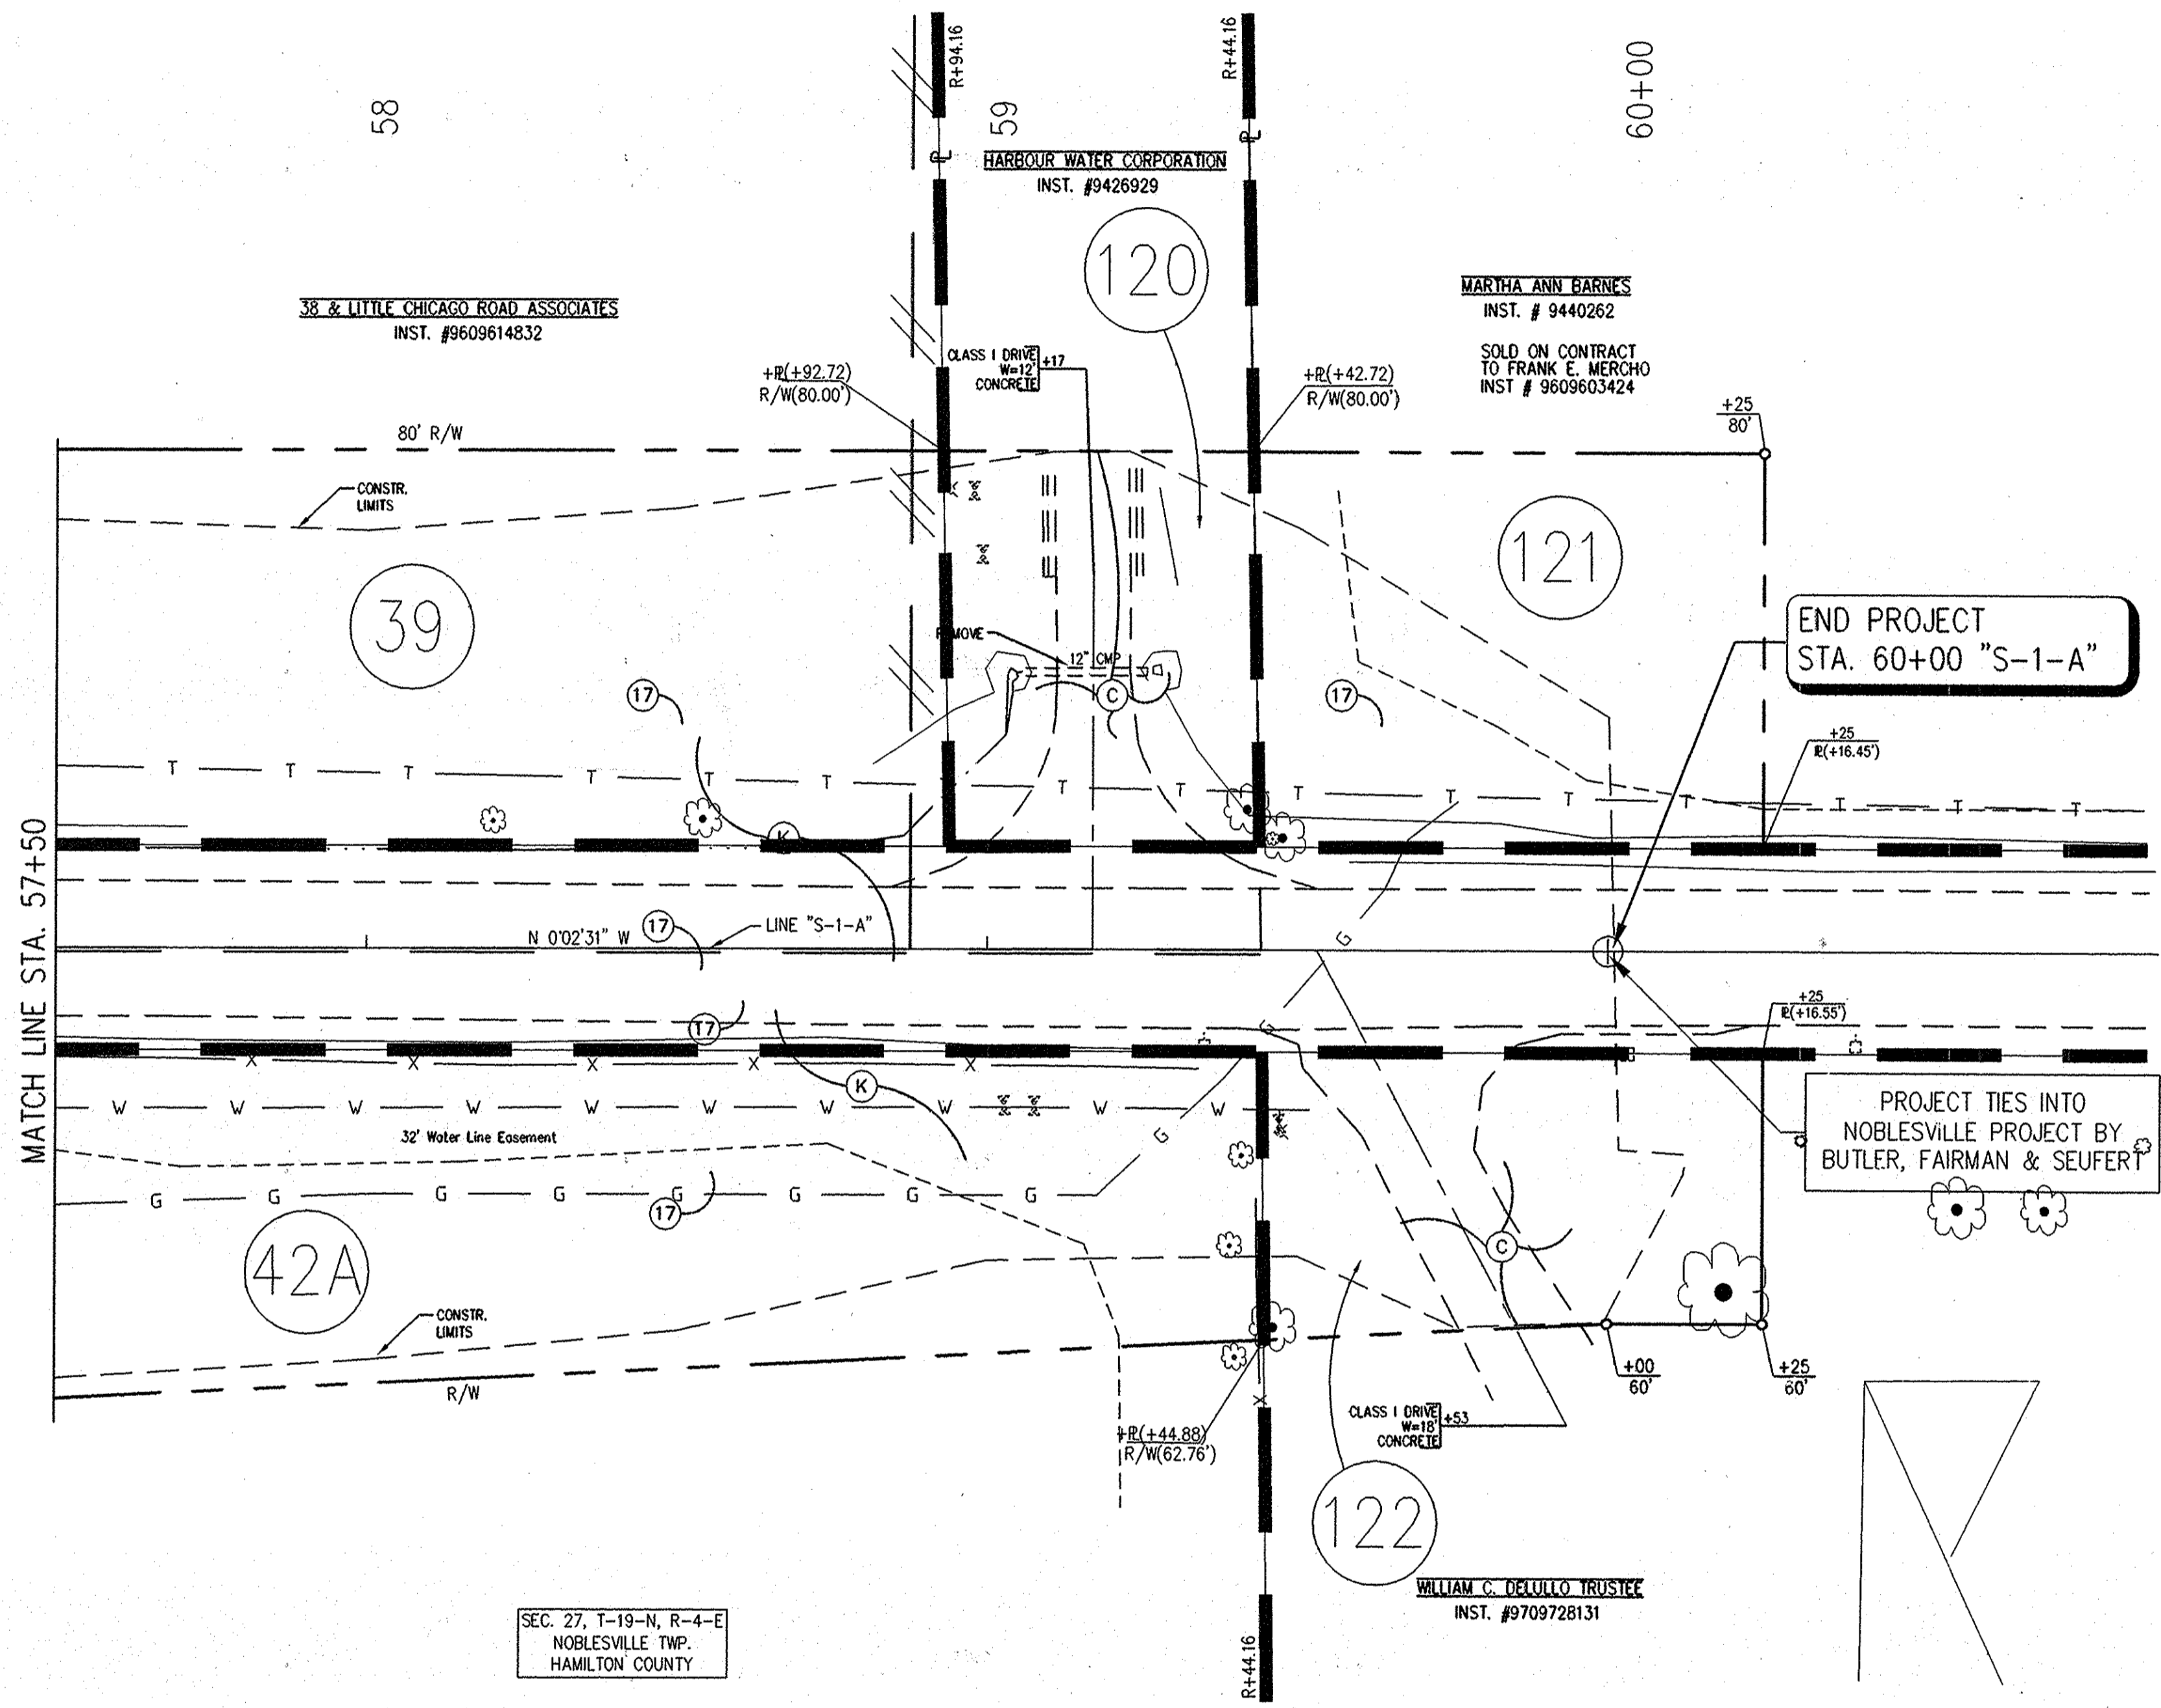 R+94.16
R+44.16
58
59
60+00
HARBOUR WATER CORPORATION
INST. #9426929
120
38 & LITTLE CHICAGO ROAD ASSOCIATES
INST. #9609614832
MARTHA ANN BARNES
INST. # 9440262
SOLD ON CONTRACT
TO FRANK E. MERCHO
INST # 9609603424
CLASS I DRIVE
W=12'
CONCRETE
+17
+PL(+92.72)
R/W(80.00')
+PL(+42.72)
R/W(80.00')
+25
80'
80' R/W
CONSTR.
LIMITS
39
121
END PROJECT
STA. 60+00 "S-1-A"
REMOVE
12" CMP
C
17
17
+25
PL(+16.45')
T T T T T T T T T T T T T T T
K
MATCH LINE STA. 57+50
N 0°02'31" W
17
LINE "S-1-A"
G
17
G
+25
PL(+16.55')
X X X X X
K
W W W W W W W W W W
32' Water Line Easement
G
PROJECT TIES INTO
NOBLESVILLE PROJECT BY
BUTLER, FAIRMAN & SEUFERT
G G G G G G G G
17
C
42A
CONSTR.
LIMITS
R/W
+00
60'
+25
60'
X
CLASS I DRIVE
W=18'
CONCRETE
+53
+PL(+44.88)
R/W(62.76')
122
WILLIAM C. DELULLO TRUSTEE
INST. #9709728131
SEC. 27, T-19-N, R-4-E
NOBLESVILLE TWP.
HAMILTON COUNTY
R+44.16